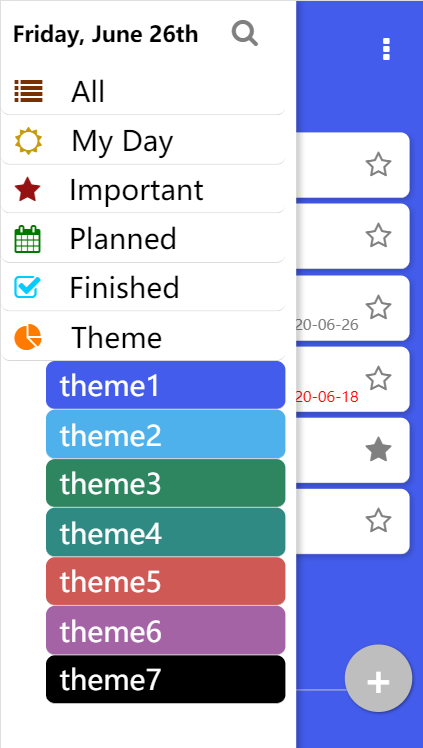 Friday, June 26th
All
My Day
Important
Planned
Finished
20-06-26
Theme
theme1
20-06-18
theme2
theme3
theme4
theme5
theme6
theme7
+